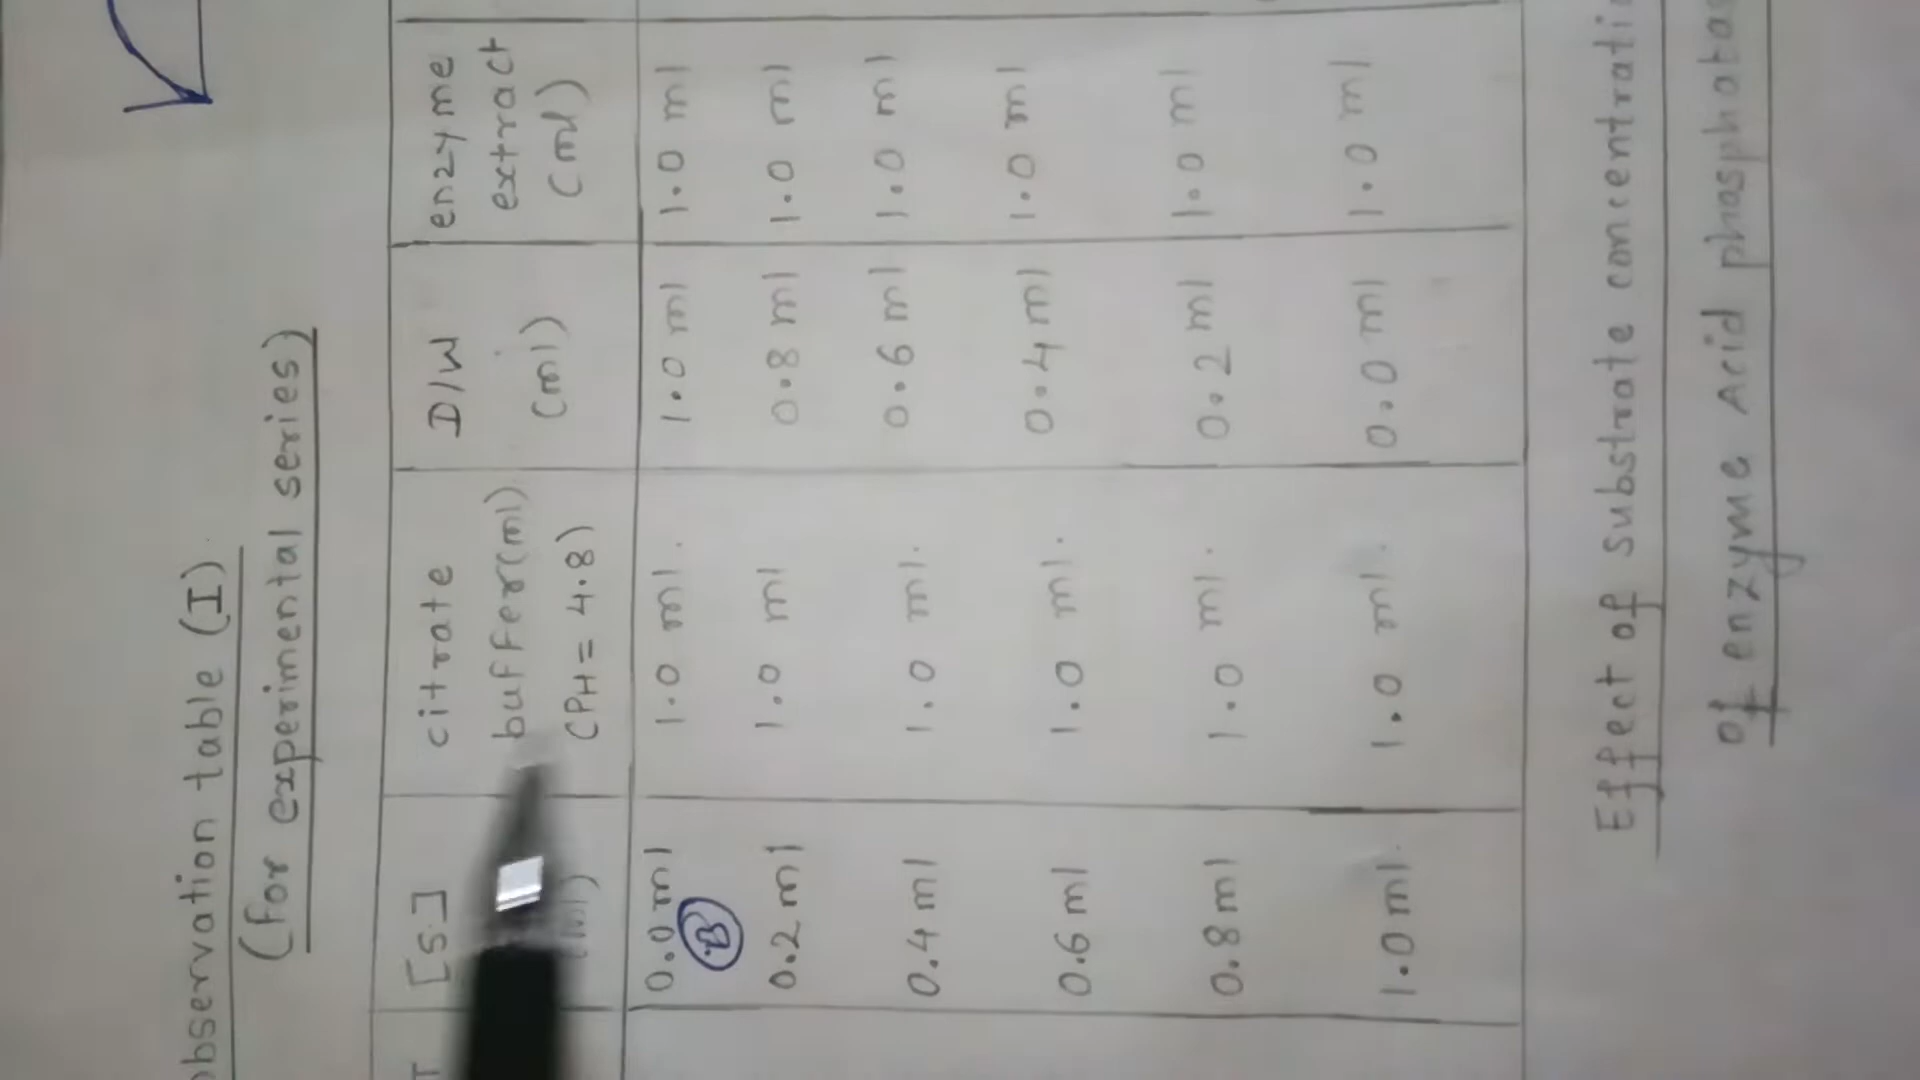 observation table (I)
(for experimental series)
[S] citrate D/W enzyme
buffer(ml) (ml) extract
(ml) (PH = 4.8) (ml)
0.0 ml 1.0 ml. 1.0 ml 1.0 ml
B
0.2 ml 1.0 ml 0.8 ml 1.0 ml
0.4 ml 1.0 ml. 0.6 ml 1.0 ml
0.6 ml 1.0 ml. 0.4 ml 1.0 ml
0.8 ml 1.0 ml. 0.2 ml 1.0 ml
1.0 ml. 1.0 ml. 0.0 ml 1.0 ml
Effect of substrate concentrati
of enzyme Acid phosphata